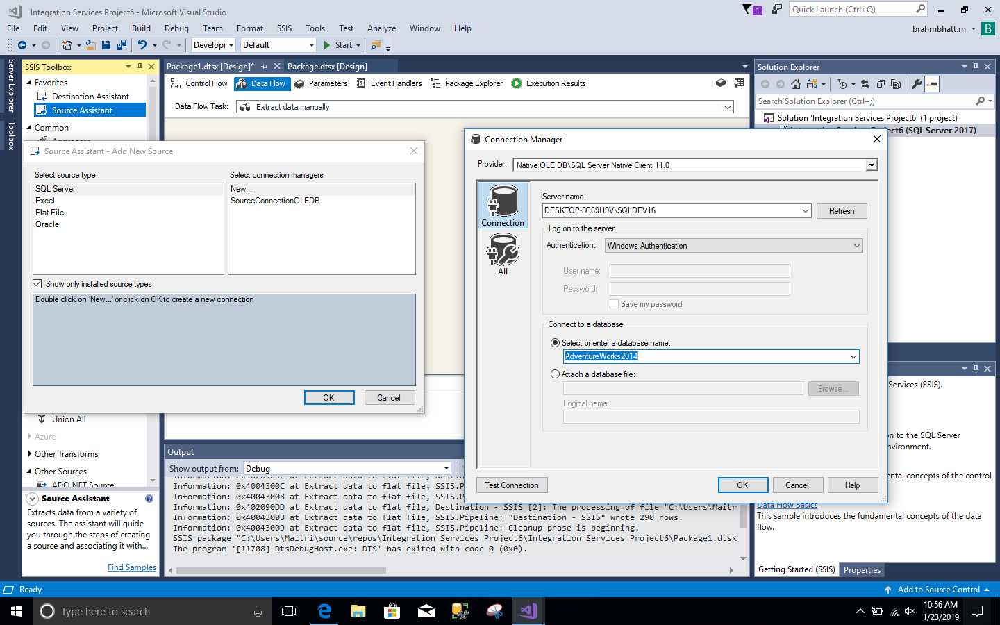 Integration Services Project6 - Microsoft Visual Studio
1
Quick Launch (Ctrl+Q)
File Edit View Project Build Debug Team Format SSIS Tools Test Analyze Window Help
brahmbhatt.m
B
Default
Start
Server Explorer
Toolbox
SSIS Toolbox
Favorites
Destination Assistant
Source Assistant
Common
Package1.dtsx [Design]*
Package.dtsx [Design]
Control Flow
Data Flow
Parameters
Event Handlers
Package Explorer
Execution Results
Data Flow Task:
Extract data manually
Solution Explorer
Search Solution Explorer (Ctrl+;)
Solution 'Integration Services Project6' (1 project)
Project6 (SQL Server 2017)
Source Assistant - Add New Source
Select source type:
SQL Server
Excel
Flat File
Oracle
Select connection managers
New...
SourceConnectionOLEDB
Show only installed source types
Double click on 'New...' or click on OK to create a new connection
OK
Cancel
Connection Manager
Provider:
Native OLE DB\SQL Server Native Client 11.0
Connection
All
Server name:
DESKTOP-8C69U9V\SQLDEV16
Refresh
Log on to the server
Authentication:
Windows Authentication
User name:
Password:
Save my password
Connect to a database
Select or enter a database name:
AdventureWorks2014
Attach a database file:
Browse...
Logical name:
Test Connection
OK
Cancel
Help
Union All
Azure
Other Transforms
Other Sources
ADO NET Source
Source Assistant
Extracts data from a variety of
sources. The assistant will guide
you through the steps of creating
a source and associating it with...
Find Samples
Output
Show output from:
Debug
Information: 0x402090DC at Extract data to flat file, Destin
Information: 0x4004300C at Extract data to flat file, SSIS.P
Information: 0x40043008 at Extract data to flat file, SSIS.P
Information: 0x402090DD at Extract data to flat file, Destination - SSIS [2]: The processing of file "C:\Users\Maitr
Information: 0x4004300B at Extract data to flat file, SSIS.Pipeline: "Destination - SSIS" wrote 290 rows.
Information: 0x40043009 at Extract data to flat file, SSIS.Pipeline: Cleanup phase is beginning.
SSIS package "C:\Users\Maitri\source\repos\Integration Services Project6\Integration Services Project6\Package1.dtsx
The program '[11708] DtsDebugHost.exe: DTS' has exited with code 0 (0x0).
Services (SSIS).
n to the SQL Server
nvironment.
ntal concepts of the control
Data Flow Basics
This sample introduces the fundamental concepts of the data
flow.
Getting Started (SSIS)
Properties
Ready
Add to Source Control
Type here to search
10:56 AM
1/23/2019